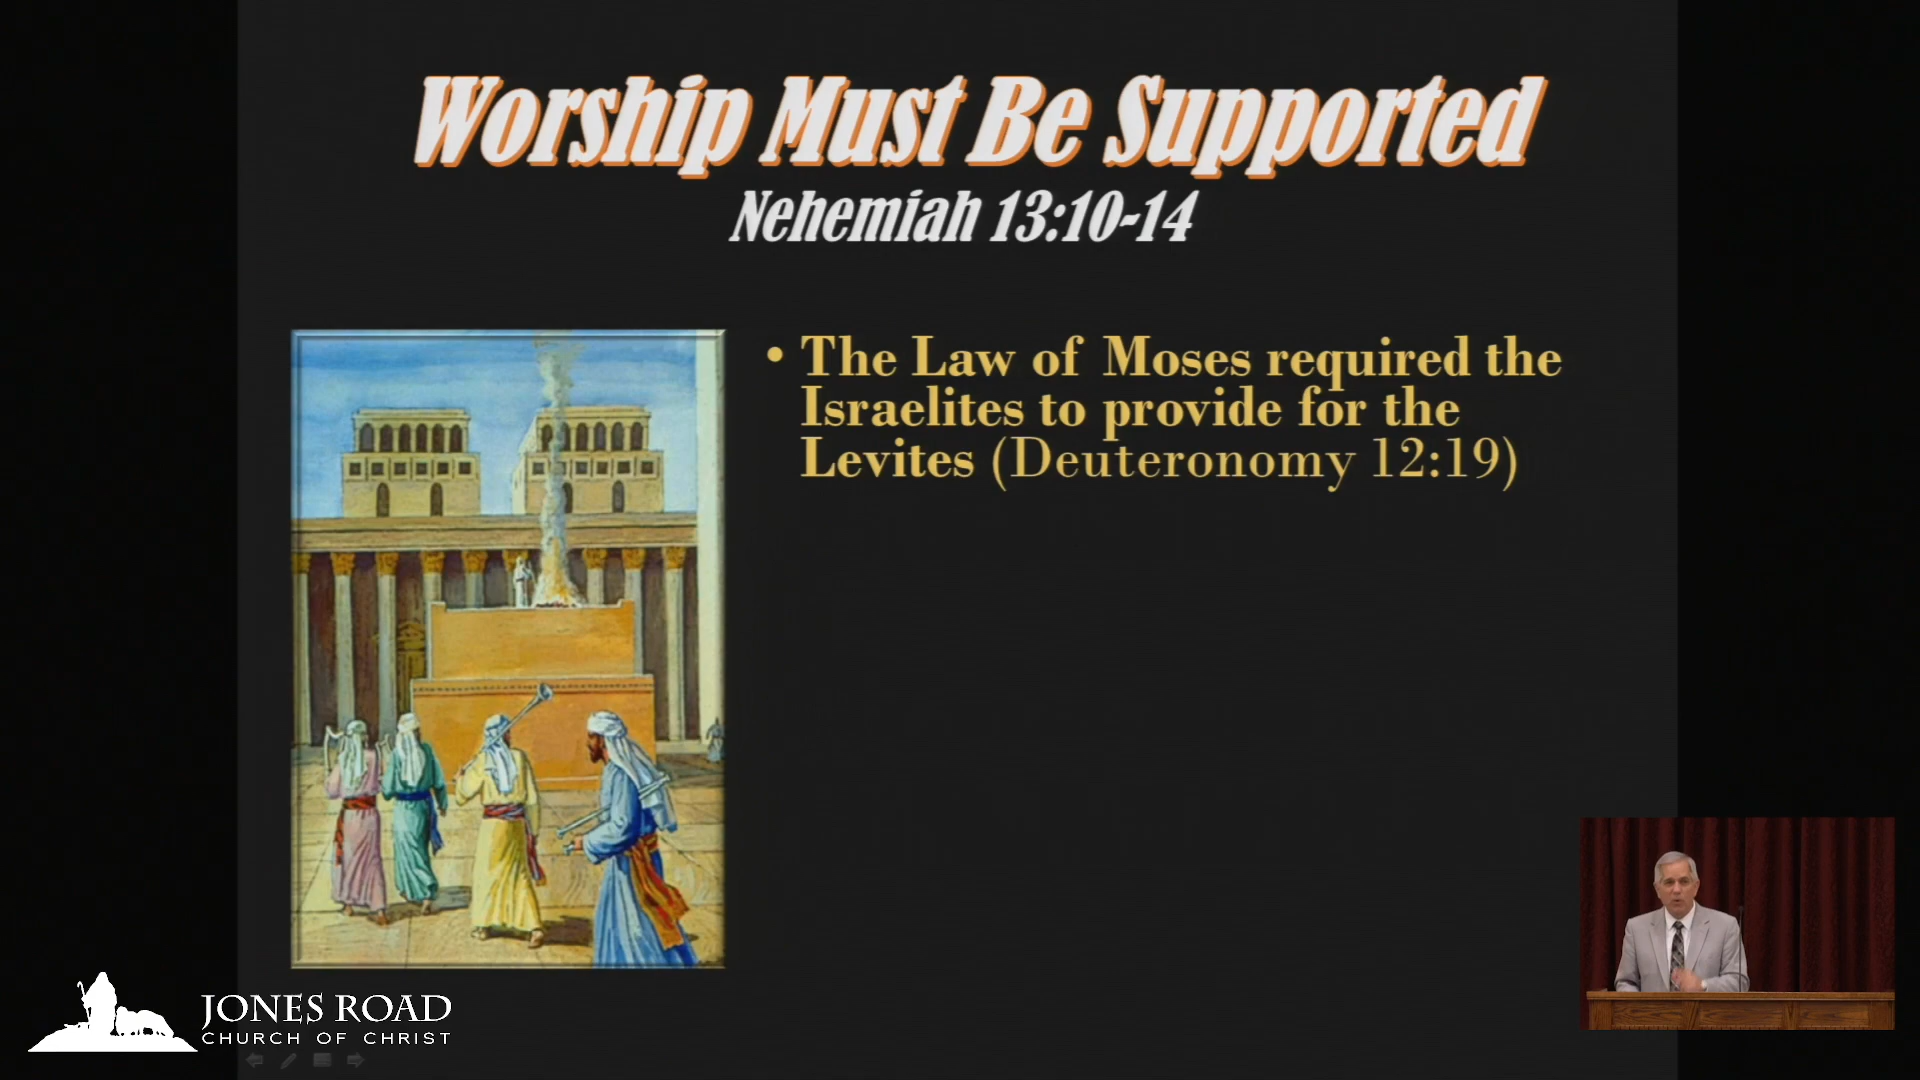 Worship Must Be Supported
Nehemiah 13:10-14
• The Law of Moses required the
Israelites to provide for the
Levites (Deuteronomy 12:19)
JONES ROAD
CHURCH OF CHRIST